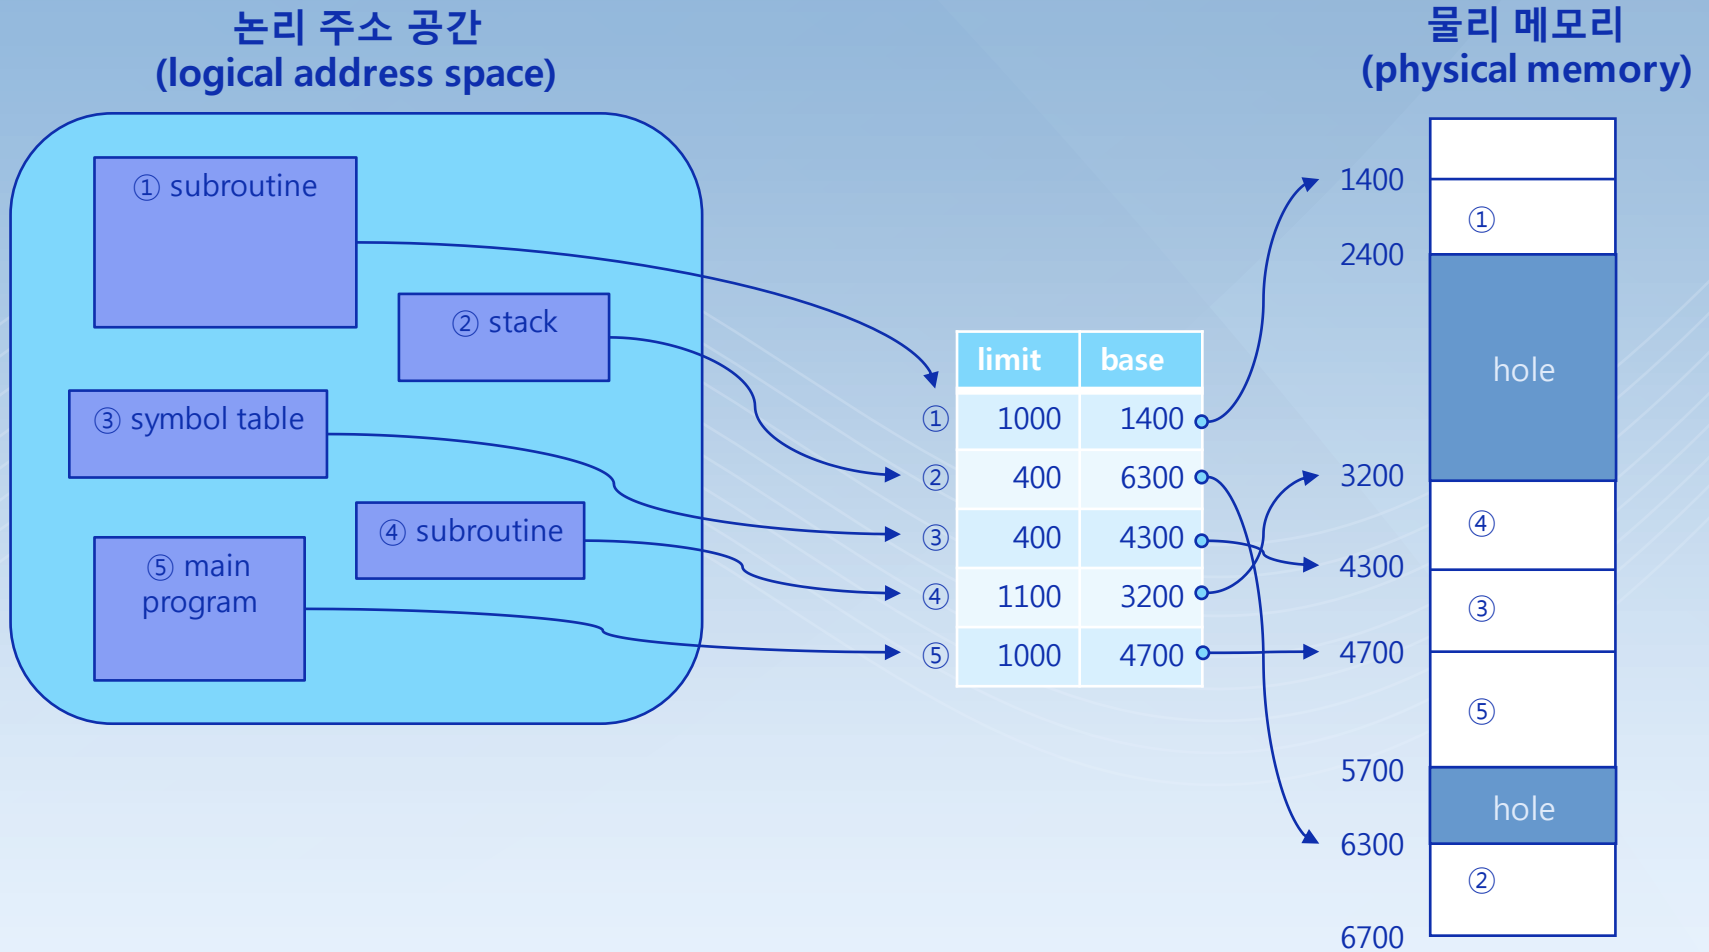 논리 주소 공간
(logical address space)
① subroutine
② stack
③ symbol table
④ subroutine
⑤ main
program
limit base
① 1000 1400
② 400 6300
③ 400 4300
④ 1100 3200
⑤ 1000 4700
물리 메모리
(physical memory)
1400
①
2400
hole
3200
④
4300
③
4700
⑤
5700
hole
6300
②
6700